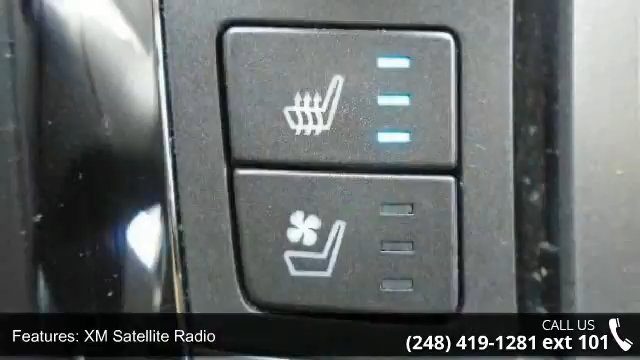 Features: XM Satellite Radio
CALL US
(248) 419-1281 ext 101